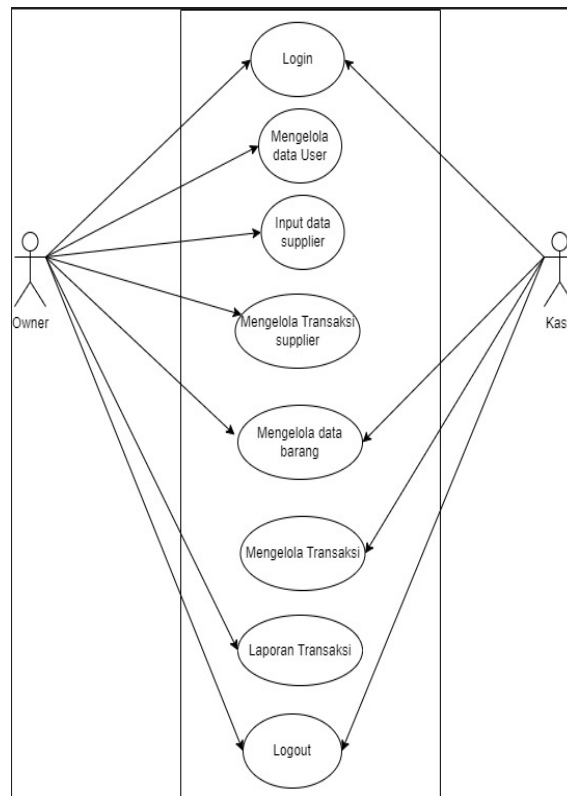 Login
Mengelola
data User
Input data
supplier
Owner
Mengelola Transaksi
supplier
Kas
Mengelola data
barang
Mengelola Transaksi
Laporan Transaksi
Logout